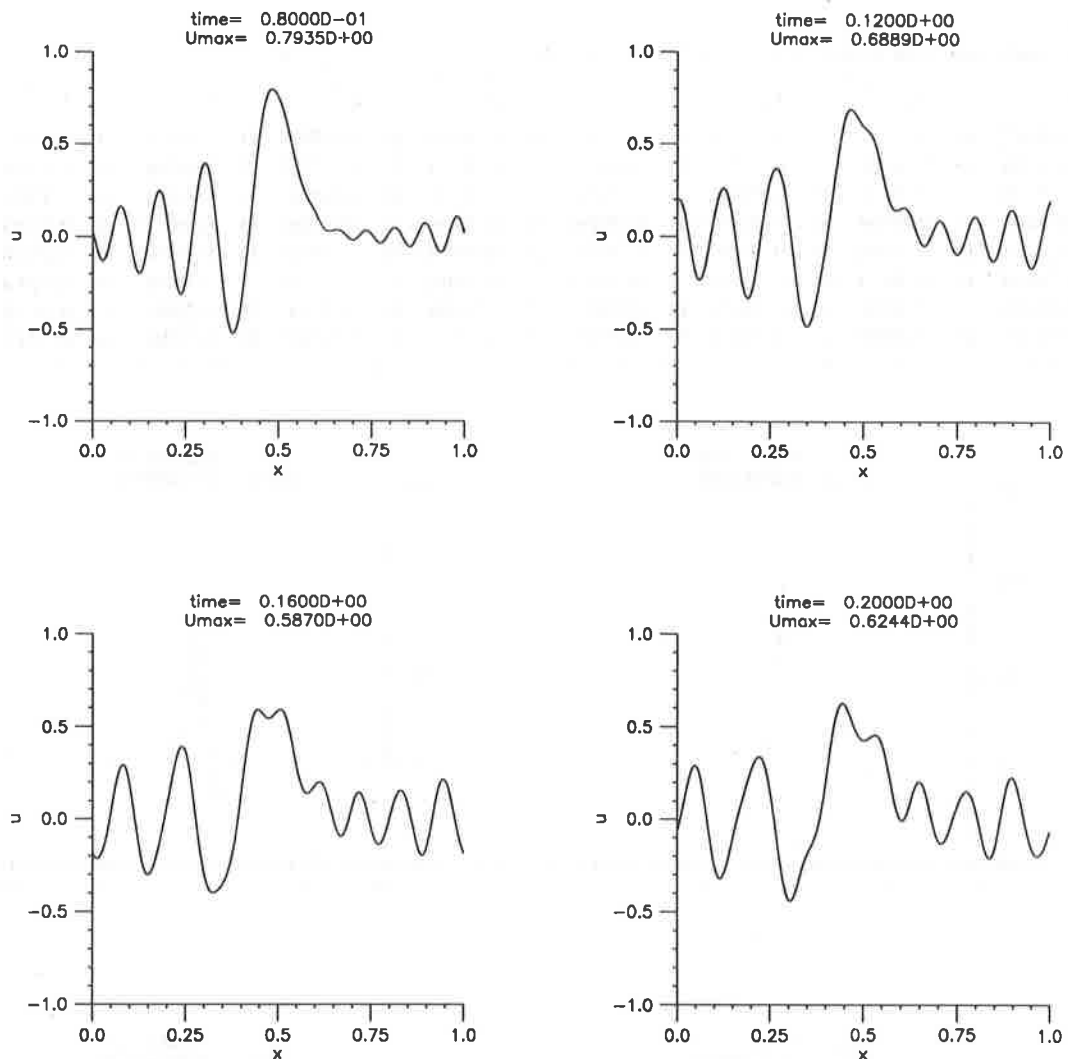 time= 0.8000D-01
Umax= 0.7935D+00
1.0
0.5
0.0
-0.5
-1.0
u
0.0 0.25 0.5 0.75 1.0
x
time= 0.1200D+00
Umax= 0.6889D+00
1.0
0.5
0.0
-0.5
-1.0
u
0.0 0.25 0.5 0.75 1.0
x
time= 0.1600D+00
Umax= 0.5870D+00
1.0
0.5
0.0
-0.5
-1.0
u
0.0 0.25 0.5 0.75 1.0
x
time= 0.2000D+00
Umax= 0.6244D+00
1.0
0.5
0.0
-0.5
-1.0
u
0.0 0.25 0.5 0.75 1.0
x